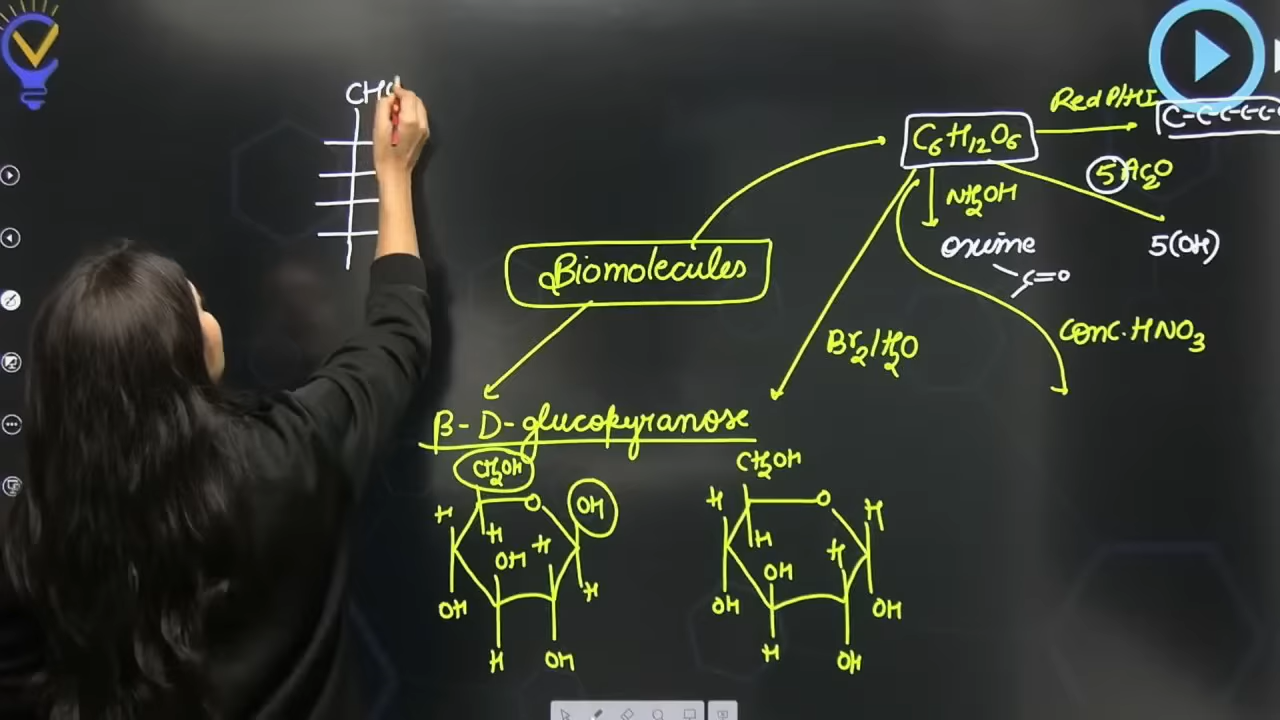 CHO
Red P/HI
C-C-C-C-C-C
C6H12O6
5 Ac2O
NH2OH
Oxime
5(OH)
C=O
Biomolecules
Br2/H2O
Conc. HNO3
β-D-glucopyranose
CH2OH
O
OH
H
H
OH
H
OH
H
H
OH
CH2OH
O
H
H
H
OH
H
OH
OH
H
OH